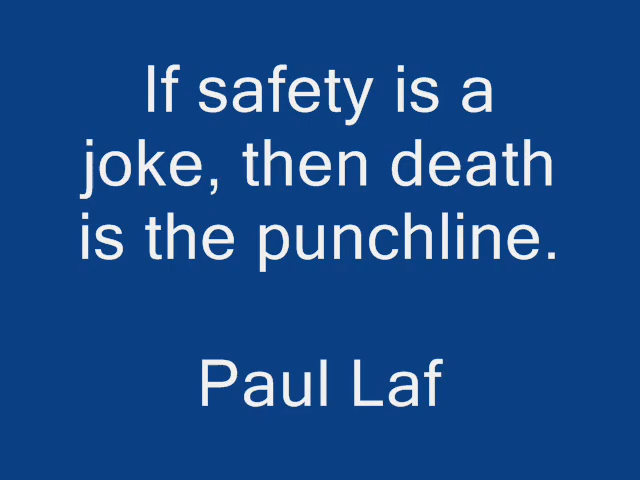 If safety is a
joke, then death
is the punchline.
Paul Laf